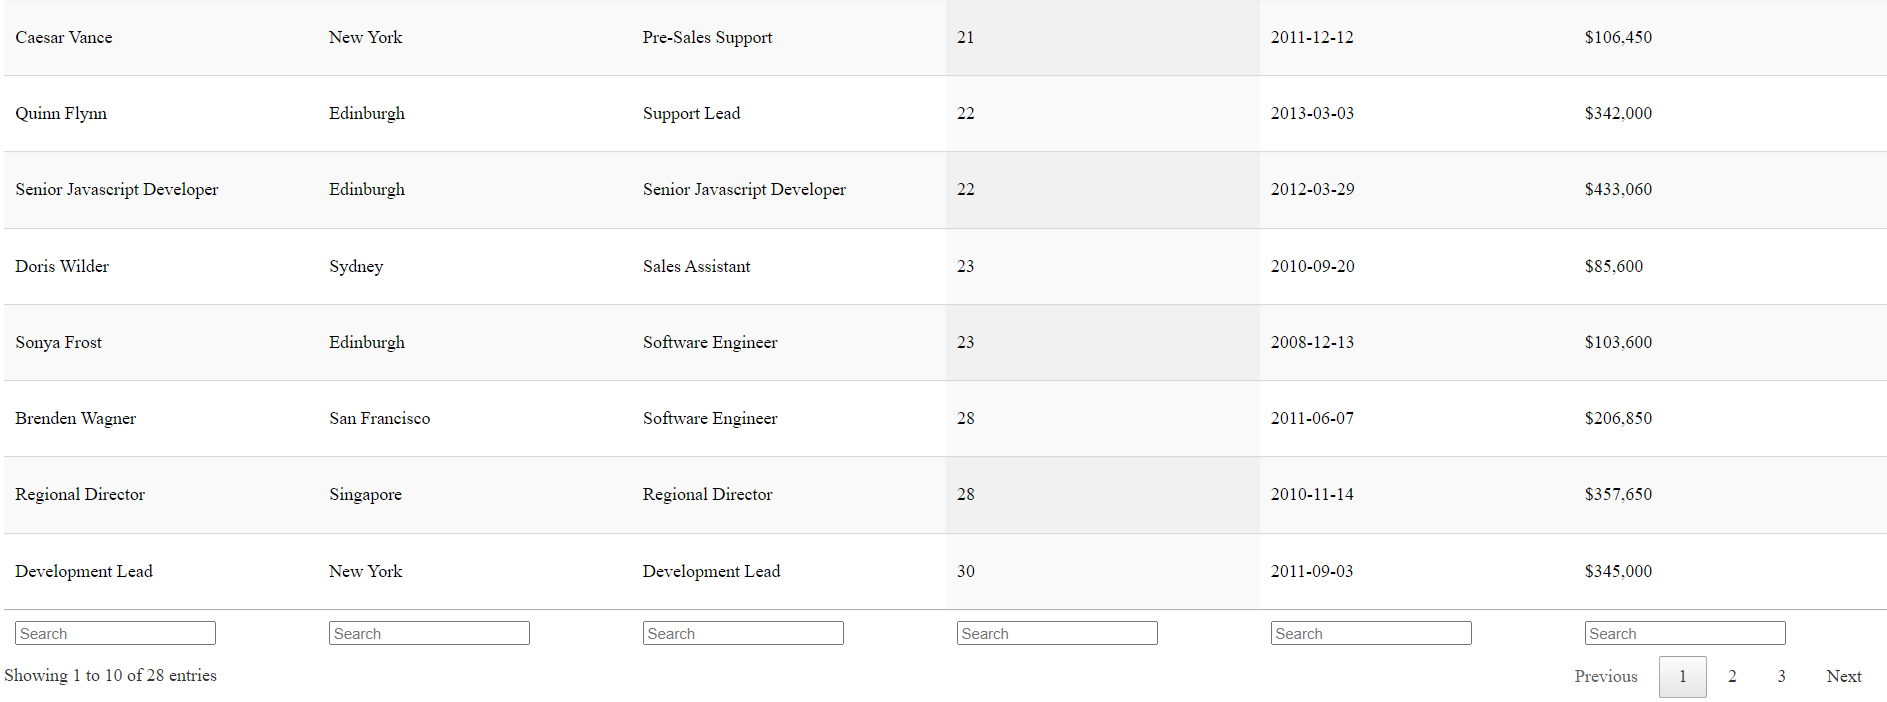 Caesar Vance New York Pre-Sales Support 21 2011-12-12 $106,450
Quinn Flynn Edinburgh Support Lead 22 2013-03-03 $342,000
Senior Javascript Developer Edinburgh Senior Javascript Developer 22 2012-03-29 $433,060
Doris Wilder Sydney Sales Assistant 23 2010-09-20 $85,600
Sonya Frost Edinburgh Software Engineer 23 2008-12-13 $103,600
Brenden Wagner San Francisco Software Engineer 28 2011-06-07 $206,850
Regional Director Singapore Regional Director 28 2010-11-14 $357,650
Development Lead New York Development Lead 30 2011-09-03 $345,000
Search Search Search Search Search Search
Showing 1 to 10 of 28 entries Previous 1 2 3 Next